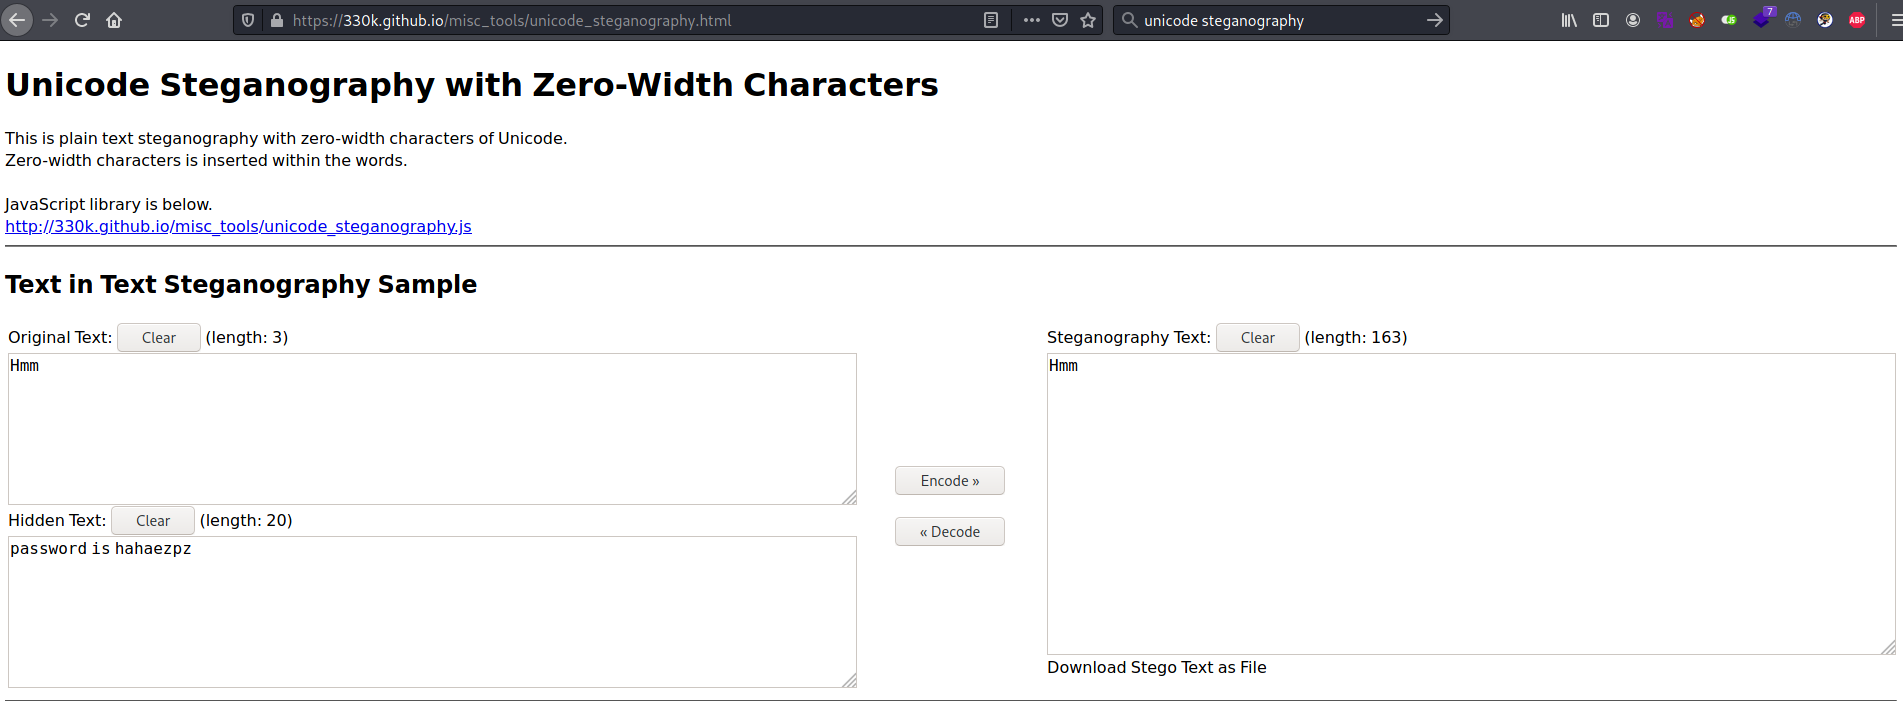 https://330k.github.io/misc_tools/unicode_steganography.html
unicode steganography
7
JS
ABP
Unicode Steganography with Zero-Width Characters
This is plain text steganography with zero-width characters of Unicode.
Zero-width characters is inserted within the words.
JavaScript library is below.
http://330k.github.io/misc_tools/unicode_steganography.js
Text in Text Steganography Sample
Original Text: Clear (length: 3)
Hmm
Hidden Text: Clear (length: 20)
password is hahaezpz
Encode »
« Decode
Steganography Text: Clear (length: 163)
Hmm
Download Stego Text as File